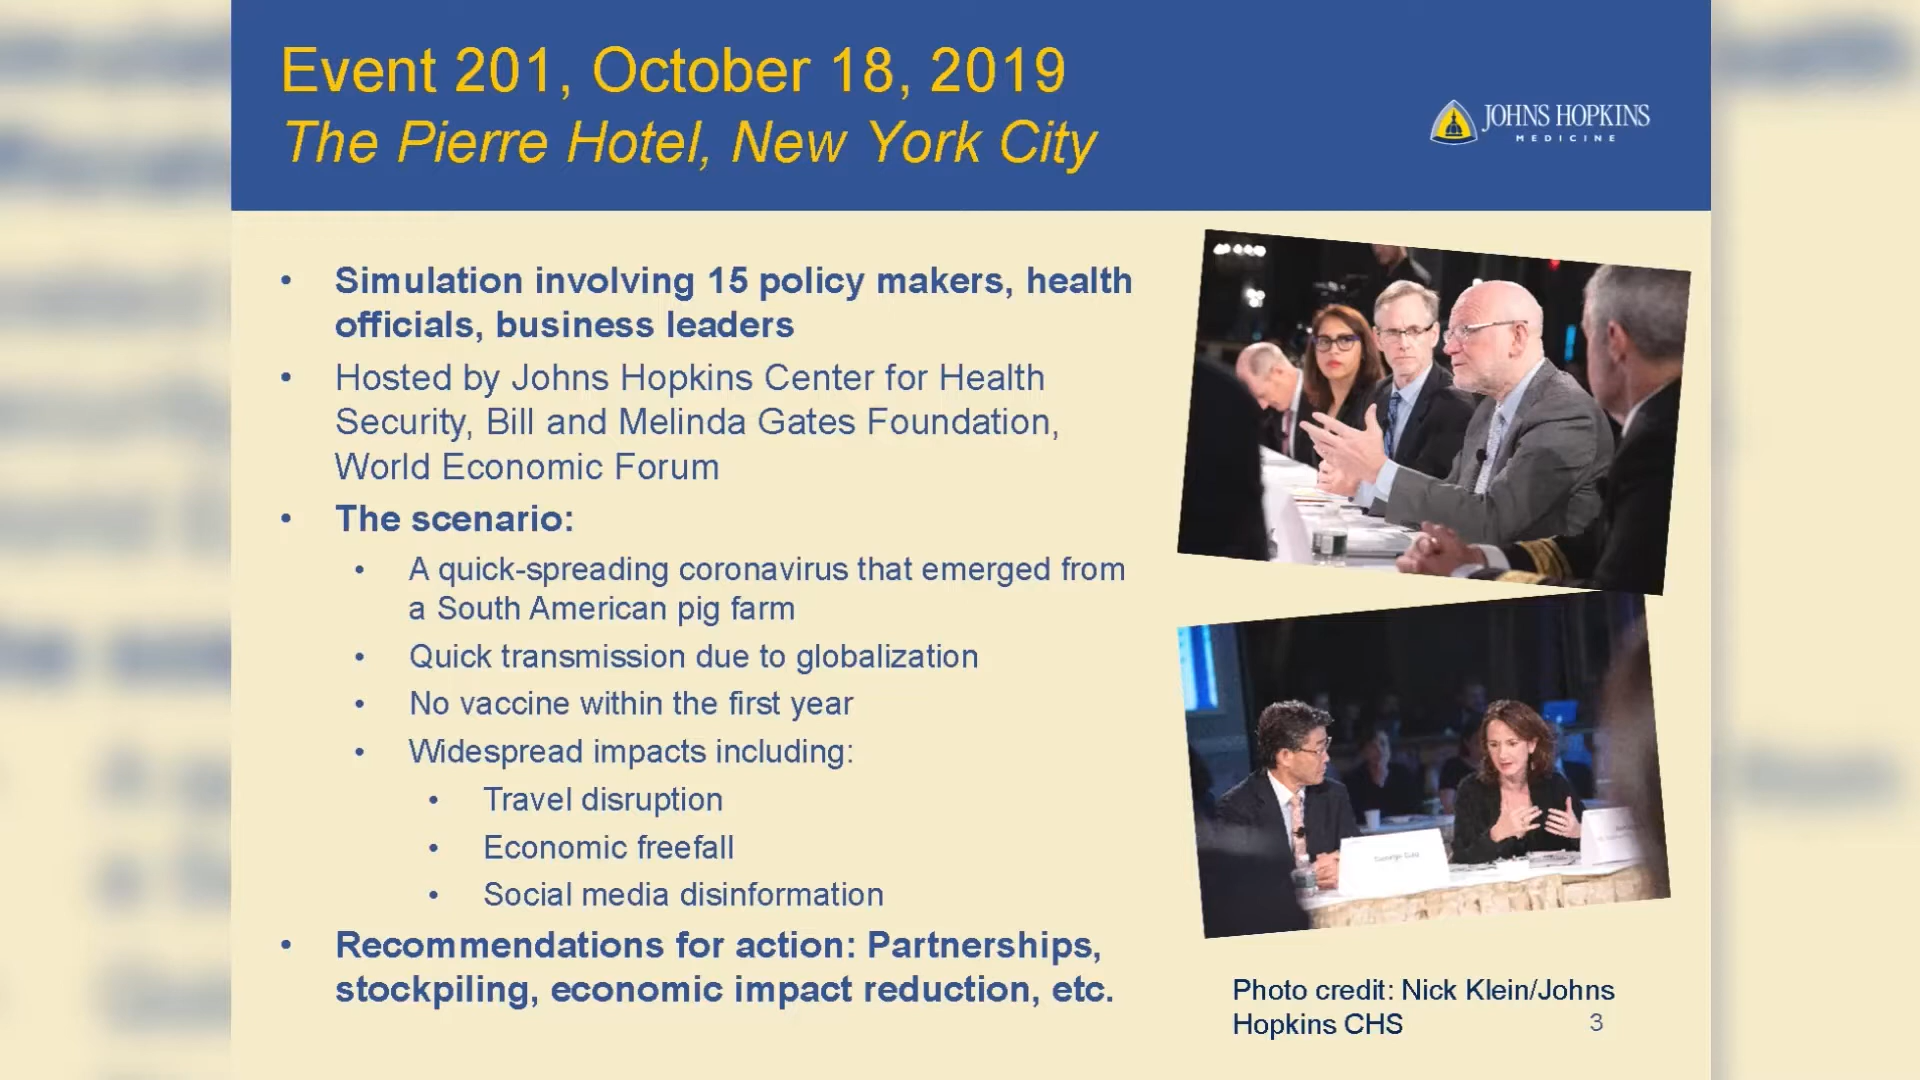 Event 201, October 18, 2019
The Pierre Hotel, New York City
JOHNS HOPKINS
MEDICINE
• Simulation involving 15 policy makers, health
officials, business leaders
• Hosted by Johns Hopkins Center for Health
Security, Bill and Melinda Gates Foundation,
World Economic Forum
• The scenario:
• A quick-spreading coronavirus that emerged from
a South American pig farm
• Quick transmission due to globalization
• No vaccine within the first year
• Widespread impacts including:
• Travel disruption
• Economic freefall
• Social media disinformation
• Recommendations for action: Partnerships,
stockpiling, economic impact reduction, etc.
Photo credit: Nick Klein/Johns
Hopkins CHS
3